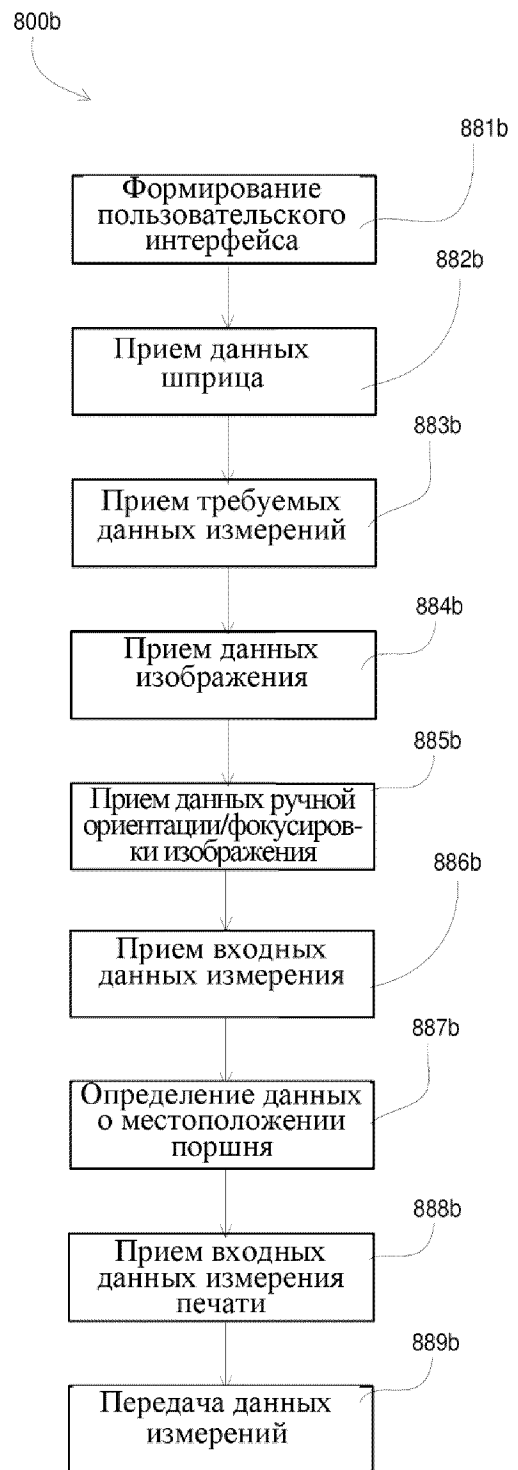 800b
881b
Формирование
пользовательского
интерфейса
882b
Прием данных
шприца
883b
Прием требуемых
данных измерений
884b
Прием данных
изображения
885b
Прием данных ручной
ориентации/фокусиров-
ки изображения
886b
Прием входных
данных измерения
887b
Определение данных
о местоположении
поршня
888b
Прием входных
данных измерения
печати
889b
Передача данных
измерений